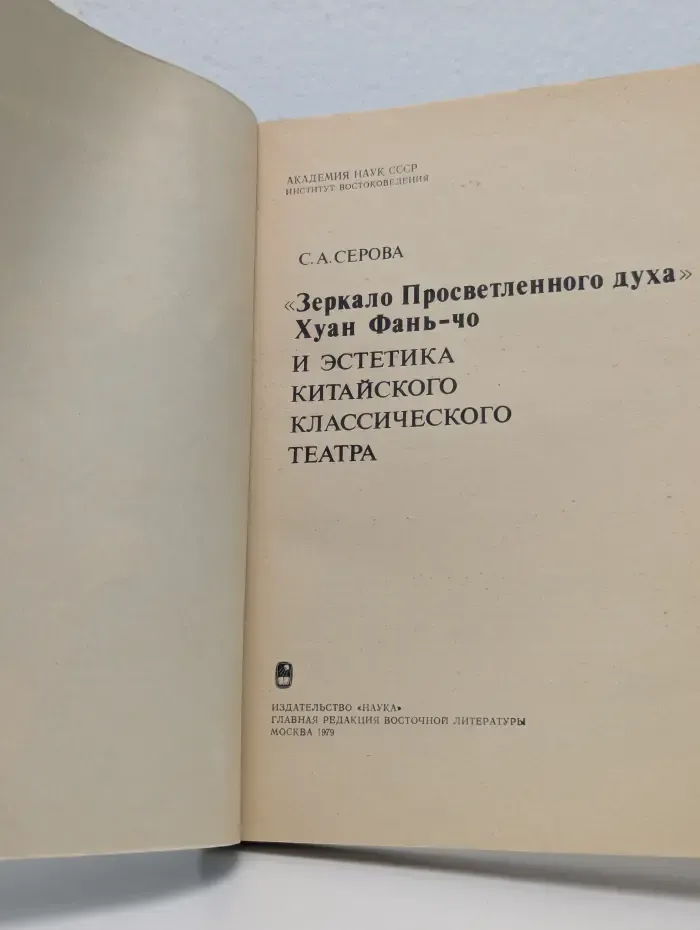 АКАДЕМИЯ НАУК СССР
ИНСТИТУТ ВОСТОКОВЕДЕНИЯ
С. А. СЕРОВА
«Зеркало Просветленного духа»
Хуан Фань-чо
И ЭСТЕТИКА
КИТАЙСКОГО
КЛАССИЧЕСКОГО
ТЕАТРА
ИЗДАТЕЛЬСТВО «НАУКА»
ГЛАВНАЯ РЕДАКЦИЯ ВОСТОЧНОЙ ЛИТЕРАТУРЫ
МОСКВА 1979